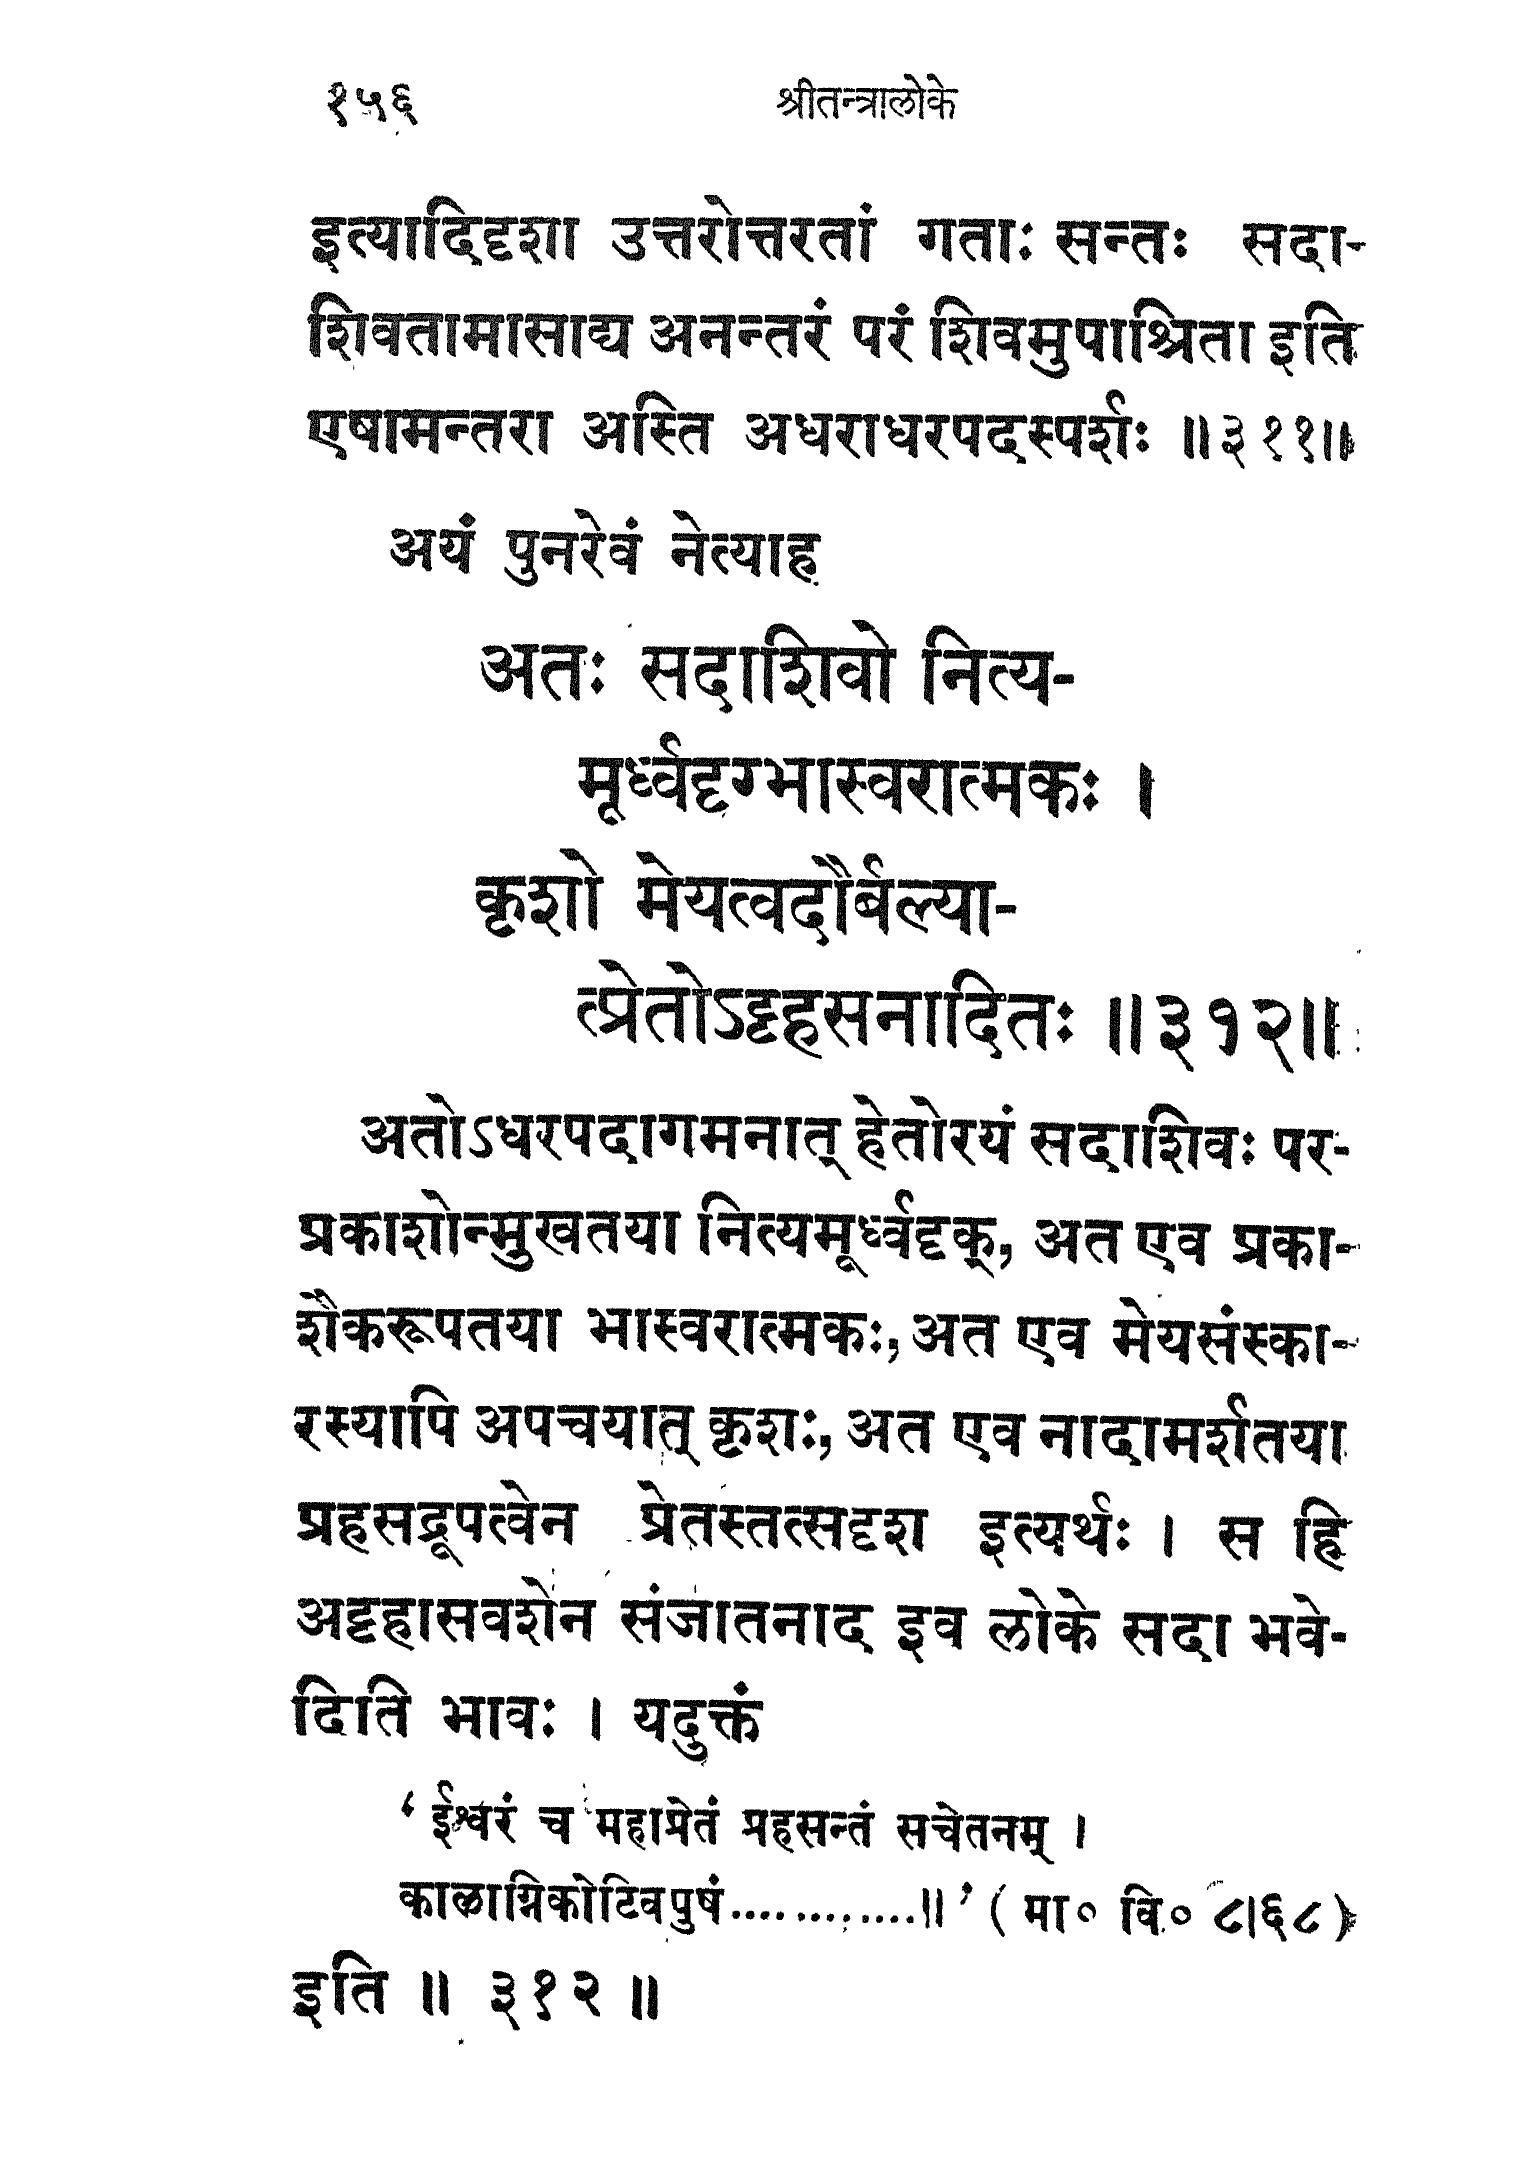 १५६ श्रीतन्त्रालोके
इत्यादिदृशा उत्तरोत्तरतां गताः सन्तः सदा-
शिवतामासाद्य अनन्तरं परं शिवमुपाश्रिता इति
एषामन्तरा अस्ति अधराधरपदस्पर्शः ॥३११॥
अयं पुनरेवं नेत्याह
अतः सदाशिवो नित्य-
मूर्ध्वदृग्भास्वरात्मकः ।
कृशो मेयत्वदौर्बल्या-
त्प्रेतोऽट्टहसनादितः ॥३१२॥
अतोऽधरपदागमनात् हेतोरयं सदाशिवः पर-
प्रकाशोन्मुखतया नित्यमूर्ध्वदृक्, अत एव प्रका-
शैकरूपतया भास्वरात्मकः, अत एव मेयसंस्का-
रस्यापि अपचयात् कृशः, अत एव नादामर्शतया
प्रहसद्रूपत्वेन प्रेतस्तत्सदृश इत्यर्थः । स हि
अट्टहासवशेन संजातनाद इव लोके सदा भवे-
दिति भावः । यदुक्तं
‘ईश्वरं च महाप्रेतं प्रहसन्तं सचेतनम् ।
कालाग्निकोटिवपुषं............॥’ (मा० वि० ८।६८)
इति ॥ ३१२ ॥